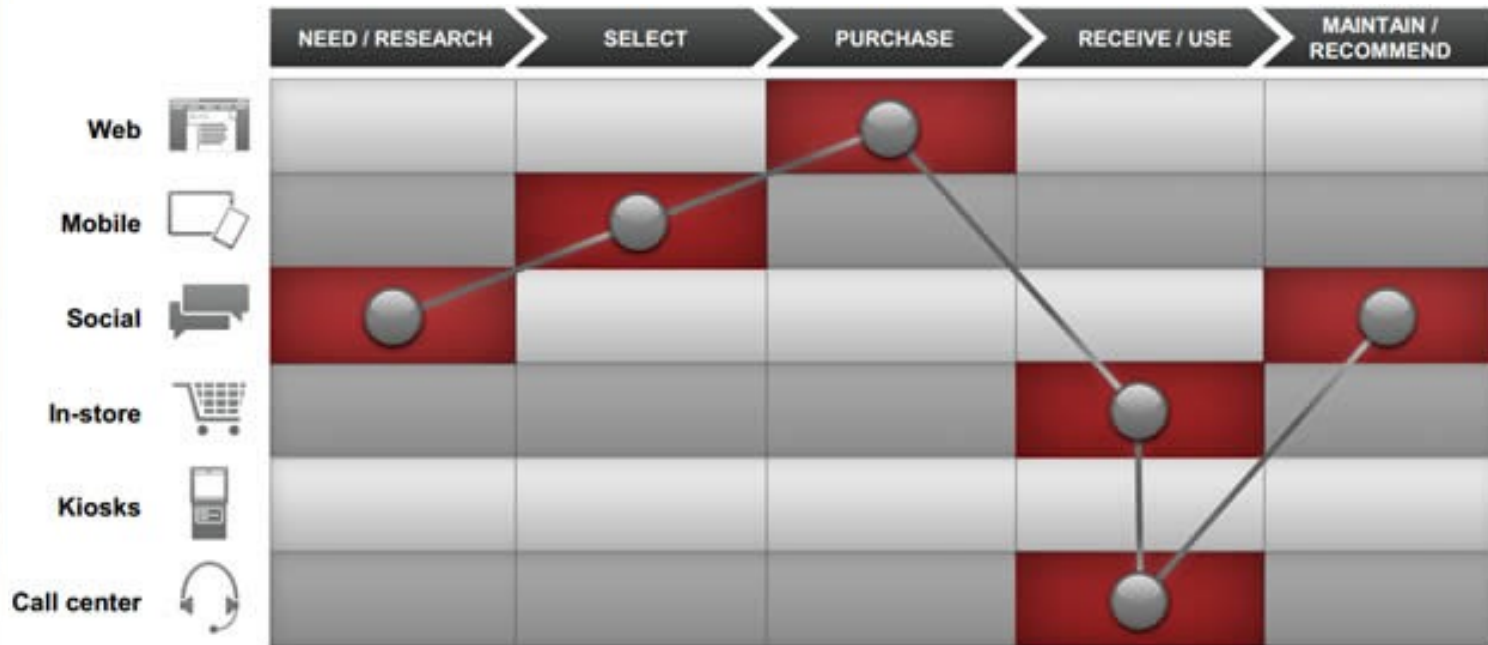 NEED / RESEARCH
SELECT
PURCHASE
RECEIVE / USE
MAINTAIN /
RECOMMEND
Web
Mobile
Social
In-store
Kiosks
Call center